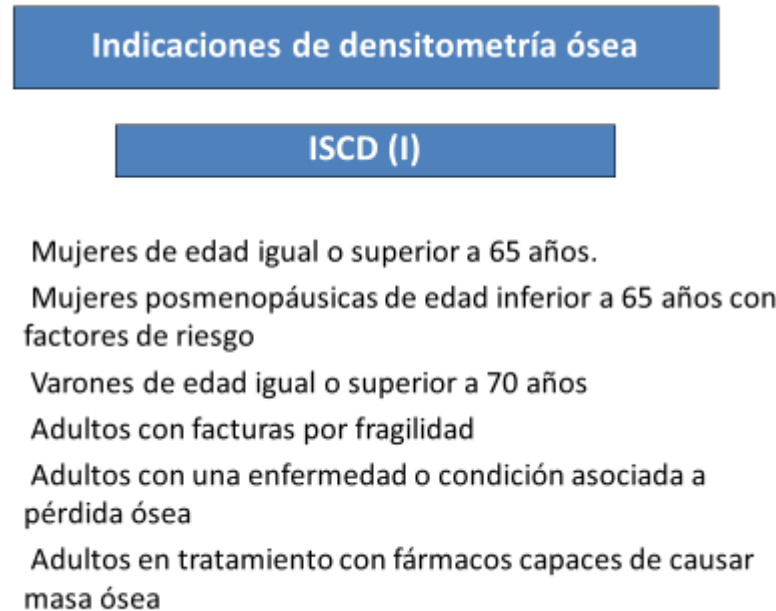 Indicaciones de densitometría ósea
ISCD (I)
Mujeres de edad igual o superior a 65 años.
Mujeres posmenopáusicas de edad inferior a 65 años con
factores de riesgo
Varones de edad igual o superior a 70 años
Adultos con facturas por fragilidad
Adultos con una enfermedad o condición asociada a
pérdida ósea
Adultos en tratamiento con fármacos capaces de causar
masa ósea